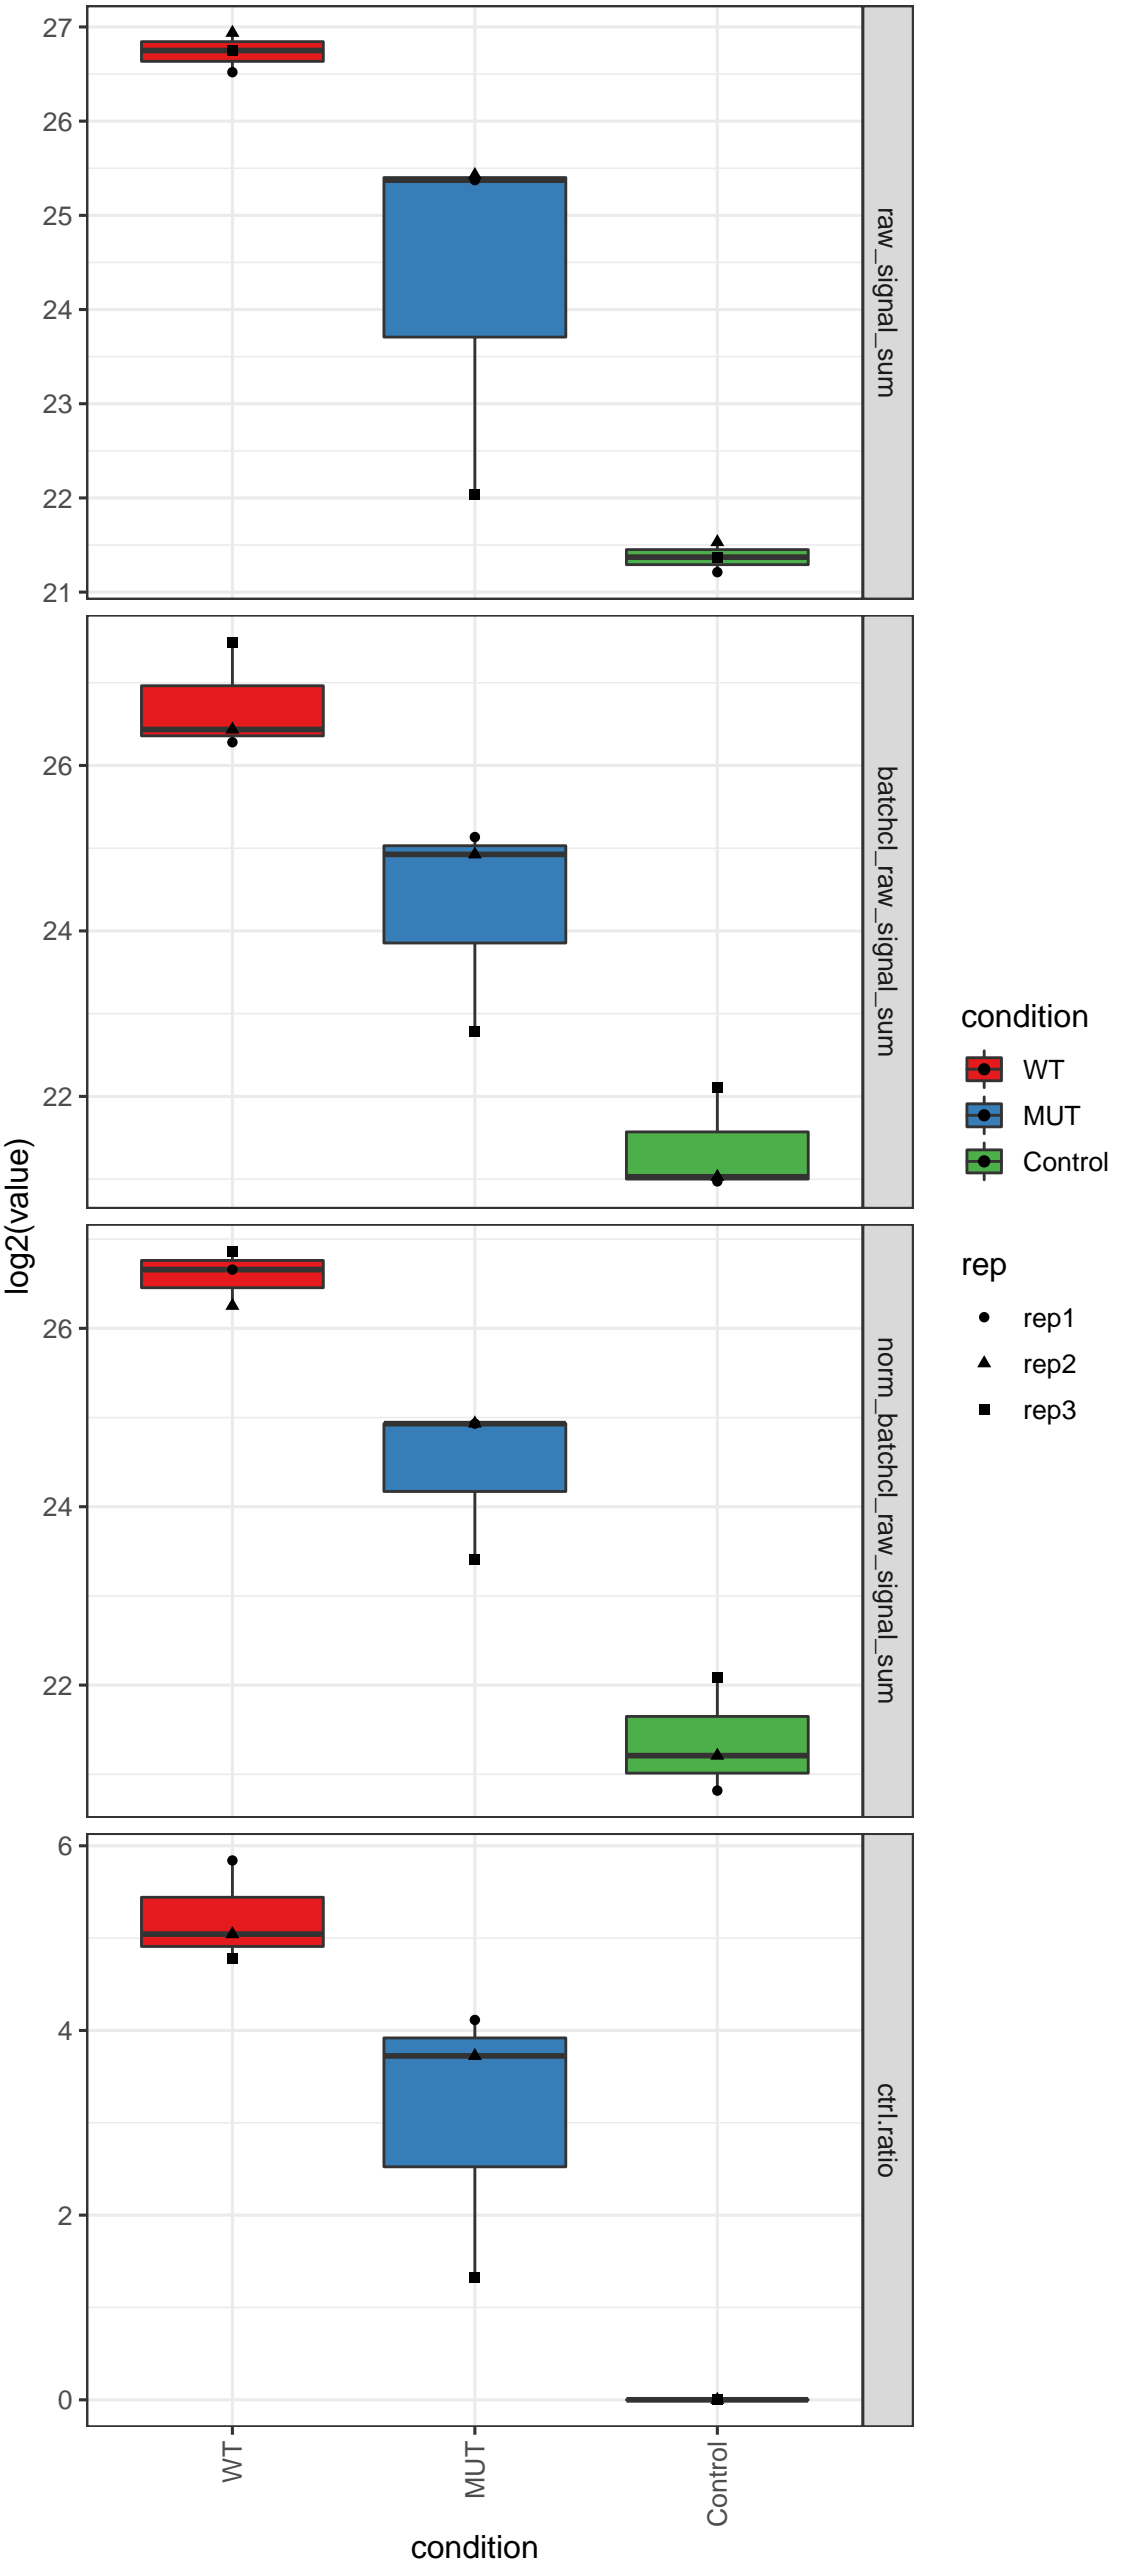 log2(value)
27
26
25
24
23
22
21
raw_signal_sum
26
24
22
batchcl_raw_signal_sum
26
24
22
norm_batchcl_raw_signal_sum
6
4
2
0
ctrl.ratio
WT
MUT
Control
condition
condition
WT
MUT
Control
rep
rep1
rep2
rep3